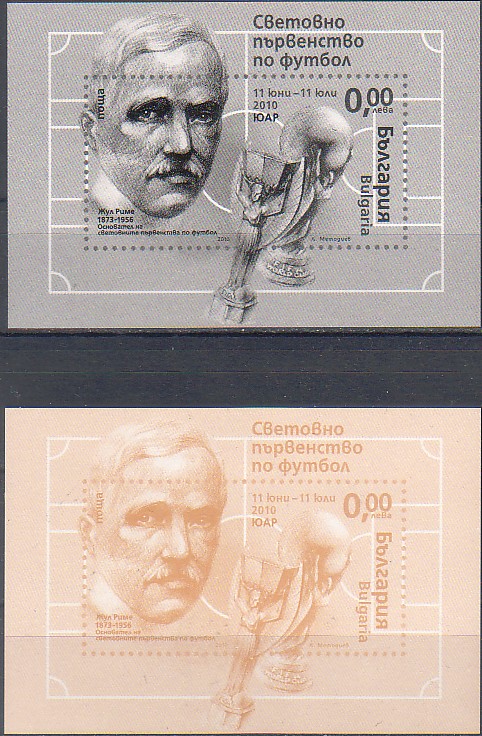 Световно
първенство
по футбол
поща
11 юни – 11 юли
2010
ЮАР
0,00
лева
България
Bulgaria
Жул Риме
1873-1956
Основател на
световните първенства по футбол
2010
Световно
първенство
по футбол
поща
11 юни – 11 юли
2010
ЮАР
0,00
лева
България
Bulgaria
Жул Риме
1873-1956
Основател на
световните първенства по футбол
2010